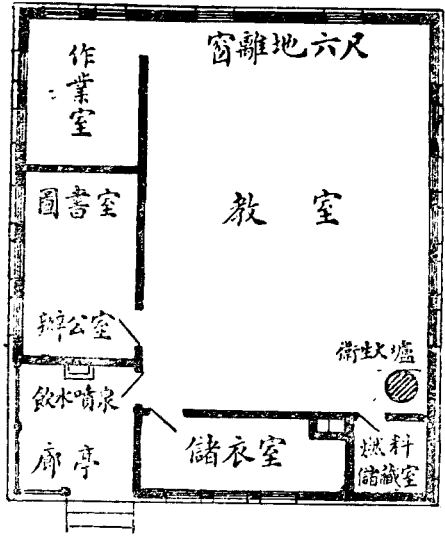 窗離地六尺
作業室
圖書室
教室
辦公室
衛生火爐
飲水噴泉
儲衣室
燃料
儲藏室
廊亭